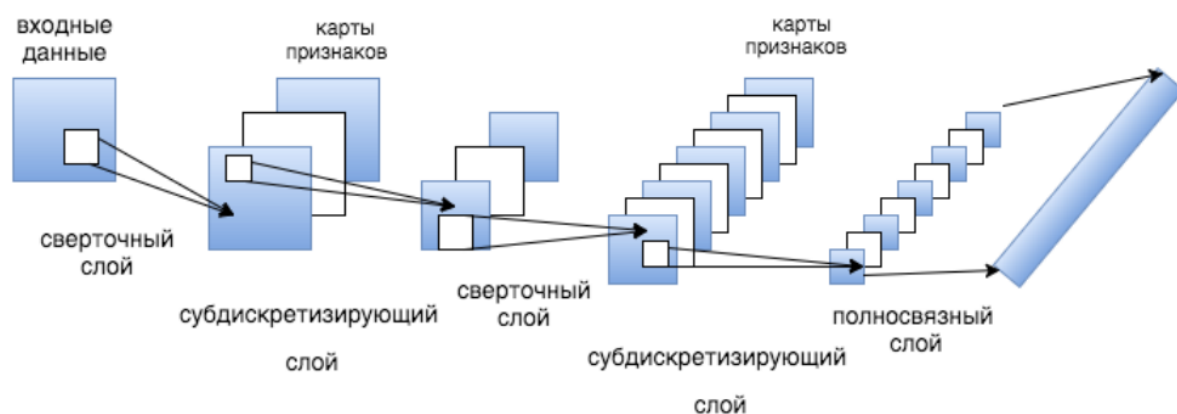 входные
данные
карты
признаков
карты
признаков
сверточный
слой
субдискретизирующий
слой
сверточный
слой
субдискретизирующий
слой
полносвязный
слой